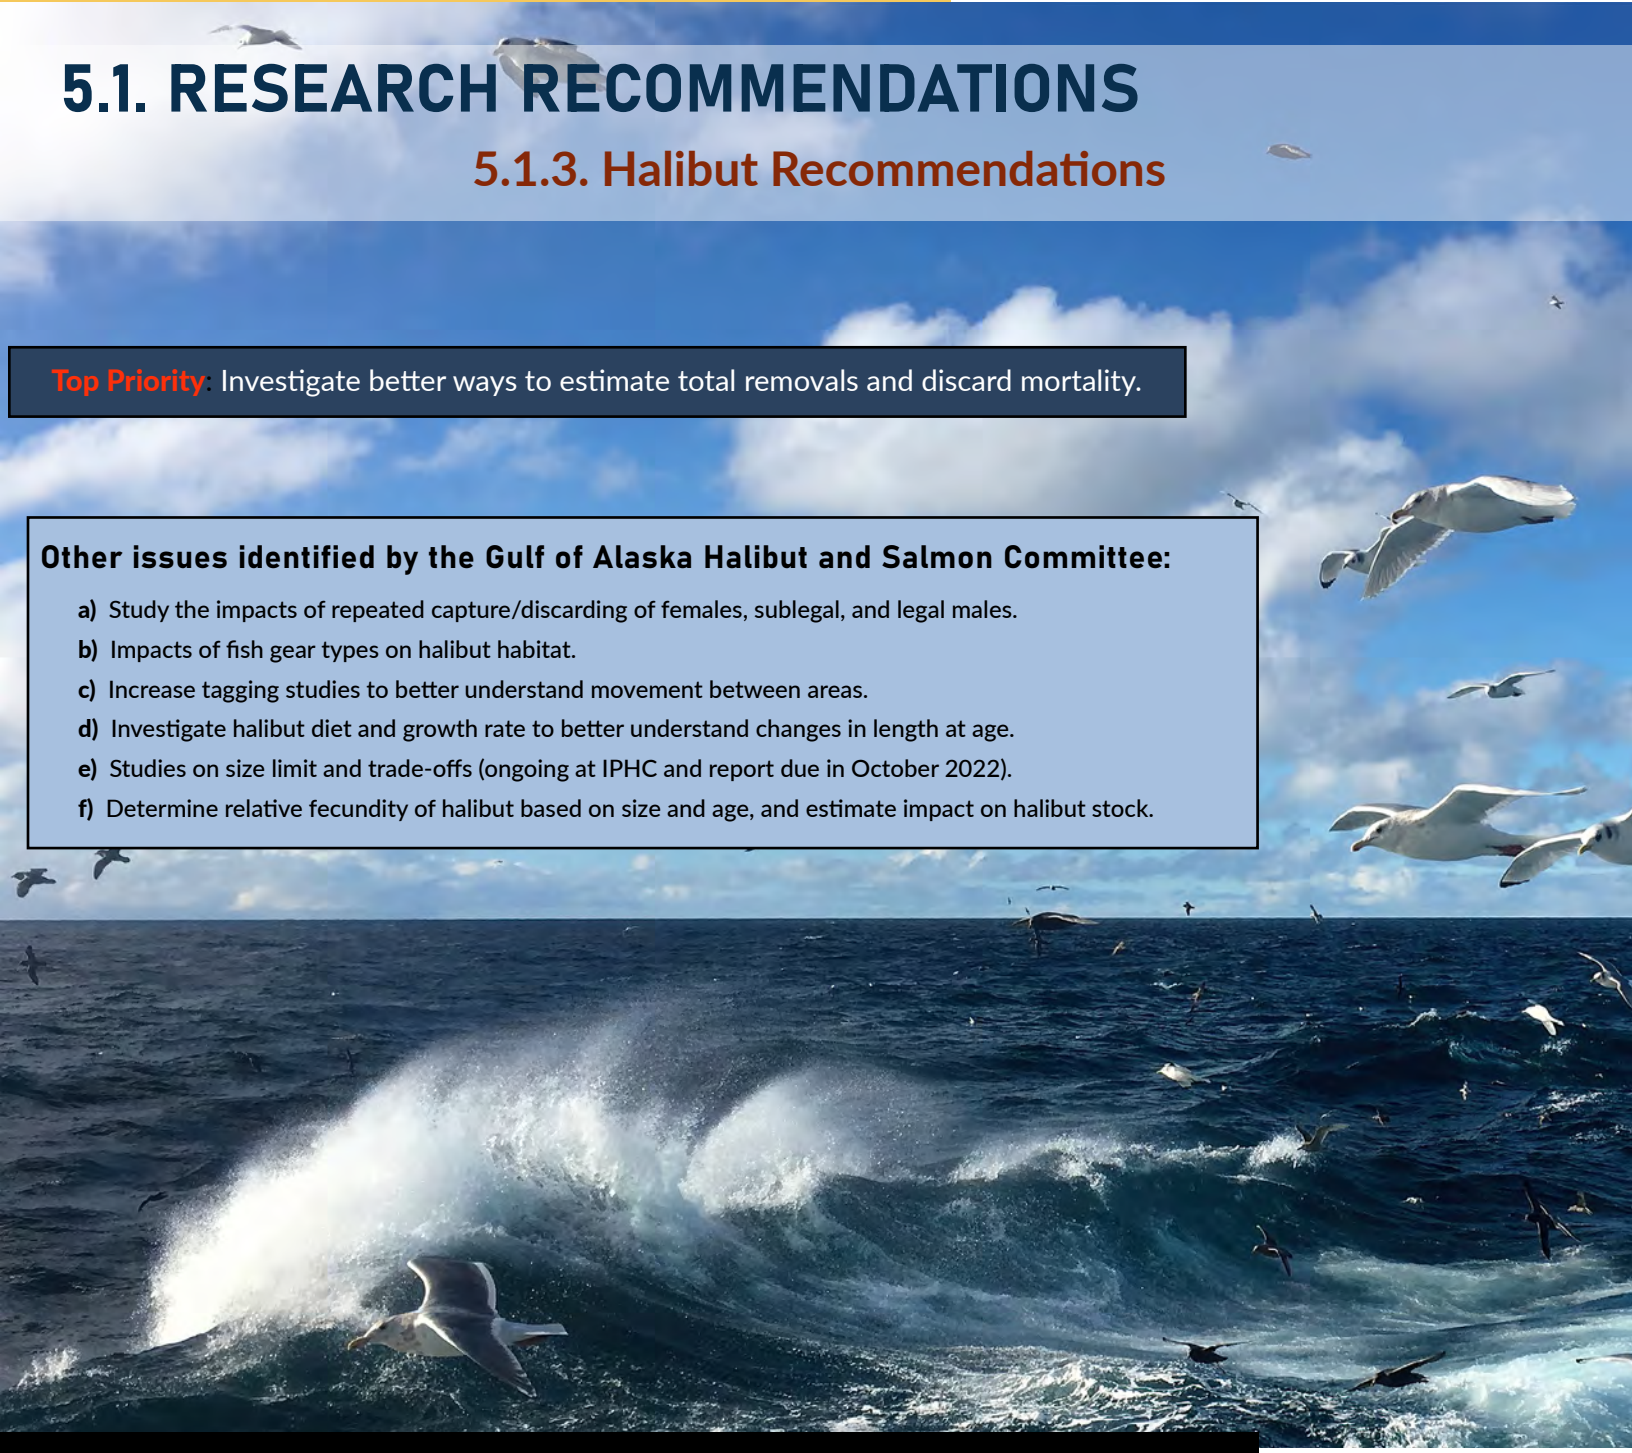 5.1. RESEARCH RECOMMENDATIONS
5.1.3. Halibut Recommendations
Top Priority: Investigate better ways to estimate total removals and discard mortality.
Other issues identified by the Gulf of Alaska Halibut and Salmon Committee:
a) Study the impacts of repeated capture/discarding of females, sublegal, and legal males.
b) Impacts of fish gear types on halibut habitat.
c) Increase tagging studies to better understand movement between areas.
d) Investigate halibut diet and growth rate to better understand changes in length at age.
e) Studies on size limit and trade-offs (ongoing at IPHC and report due in October 2022).
f) Determine relative fecundity of halibut based on size and age, and estimate impact on halibut stock.